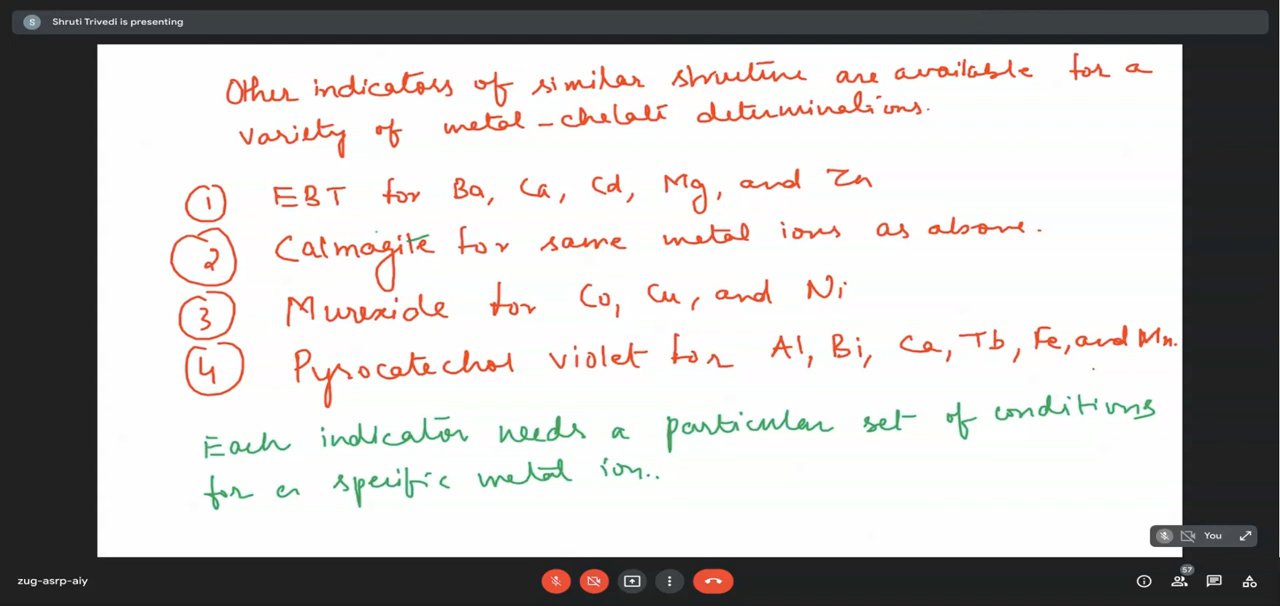 S Shruti Trivedi is presenting
Other indicators of similar structure are available for a
variety of metal-chelate determinations.
1 EBT for Ba, Ca, Cd, Mg, and Zn
2 Calmagite for same metal ions as above.
3 Murexide for Co, Cu, and Ni
4 Pyrocatechol violet for Al, Bi, Ca, Tb, Fe, and Mn.
Each indicator needs a particular set of conditions
for a specific metal ion..
You
zug-asrp-aiy
57